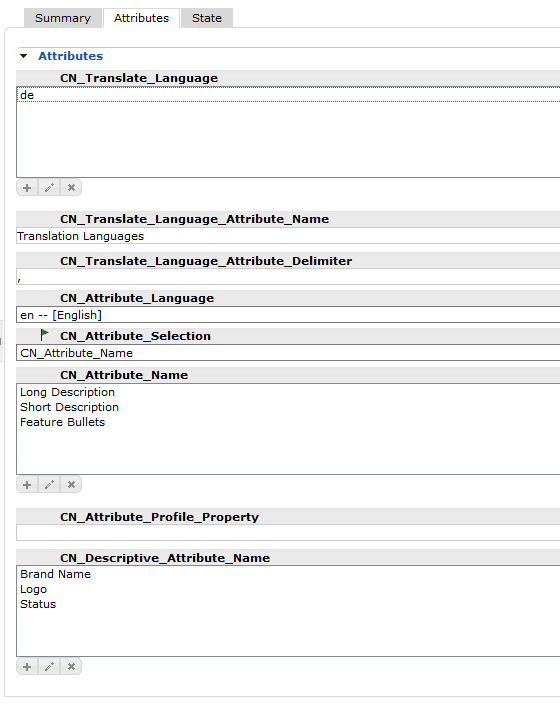 Summary Attributes State
Attributes
CN_Translate_Language
de
CN_Translate_Language_Attribute_Name
Translation Languages
CN_Translate_Language_Attribute_Delimiter
,
CN_Attribute_Language
en -- [English]
CN_Attribute_Selection
CN_Attribute_Name
CN_Attribute_Name
Long Description
Short Description
Feature Bullets
CN_Attribute_Profile_Property
CN_Descriptive_Attribute_Name
Brand Name
Logo
Status